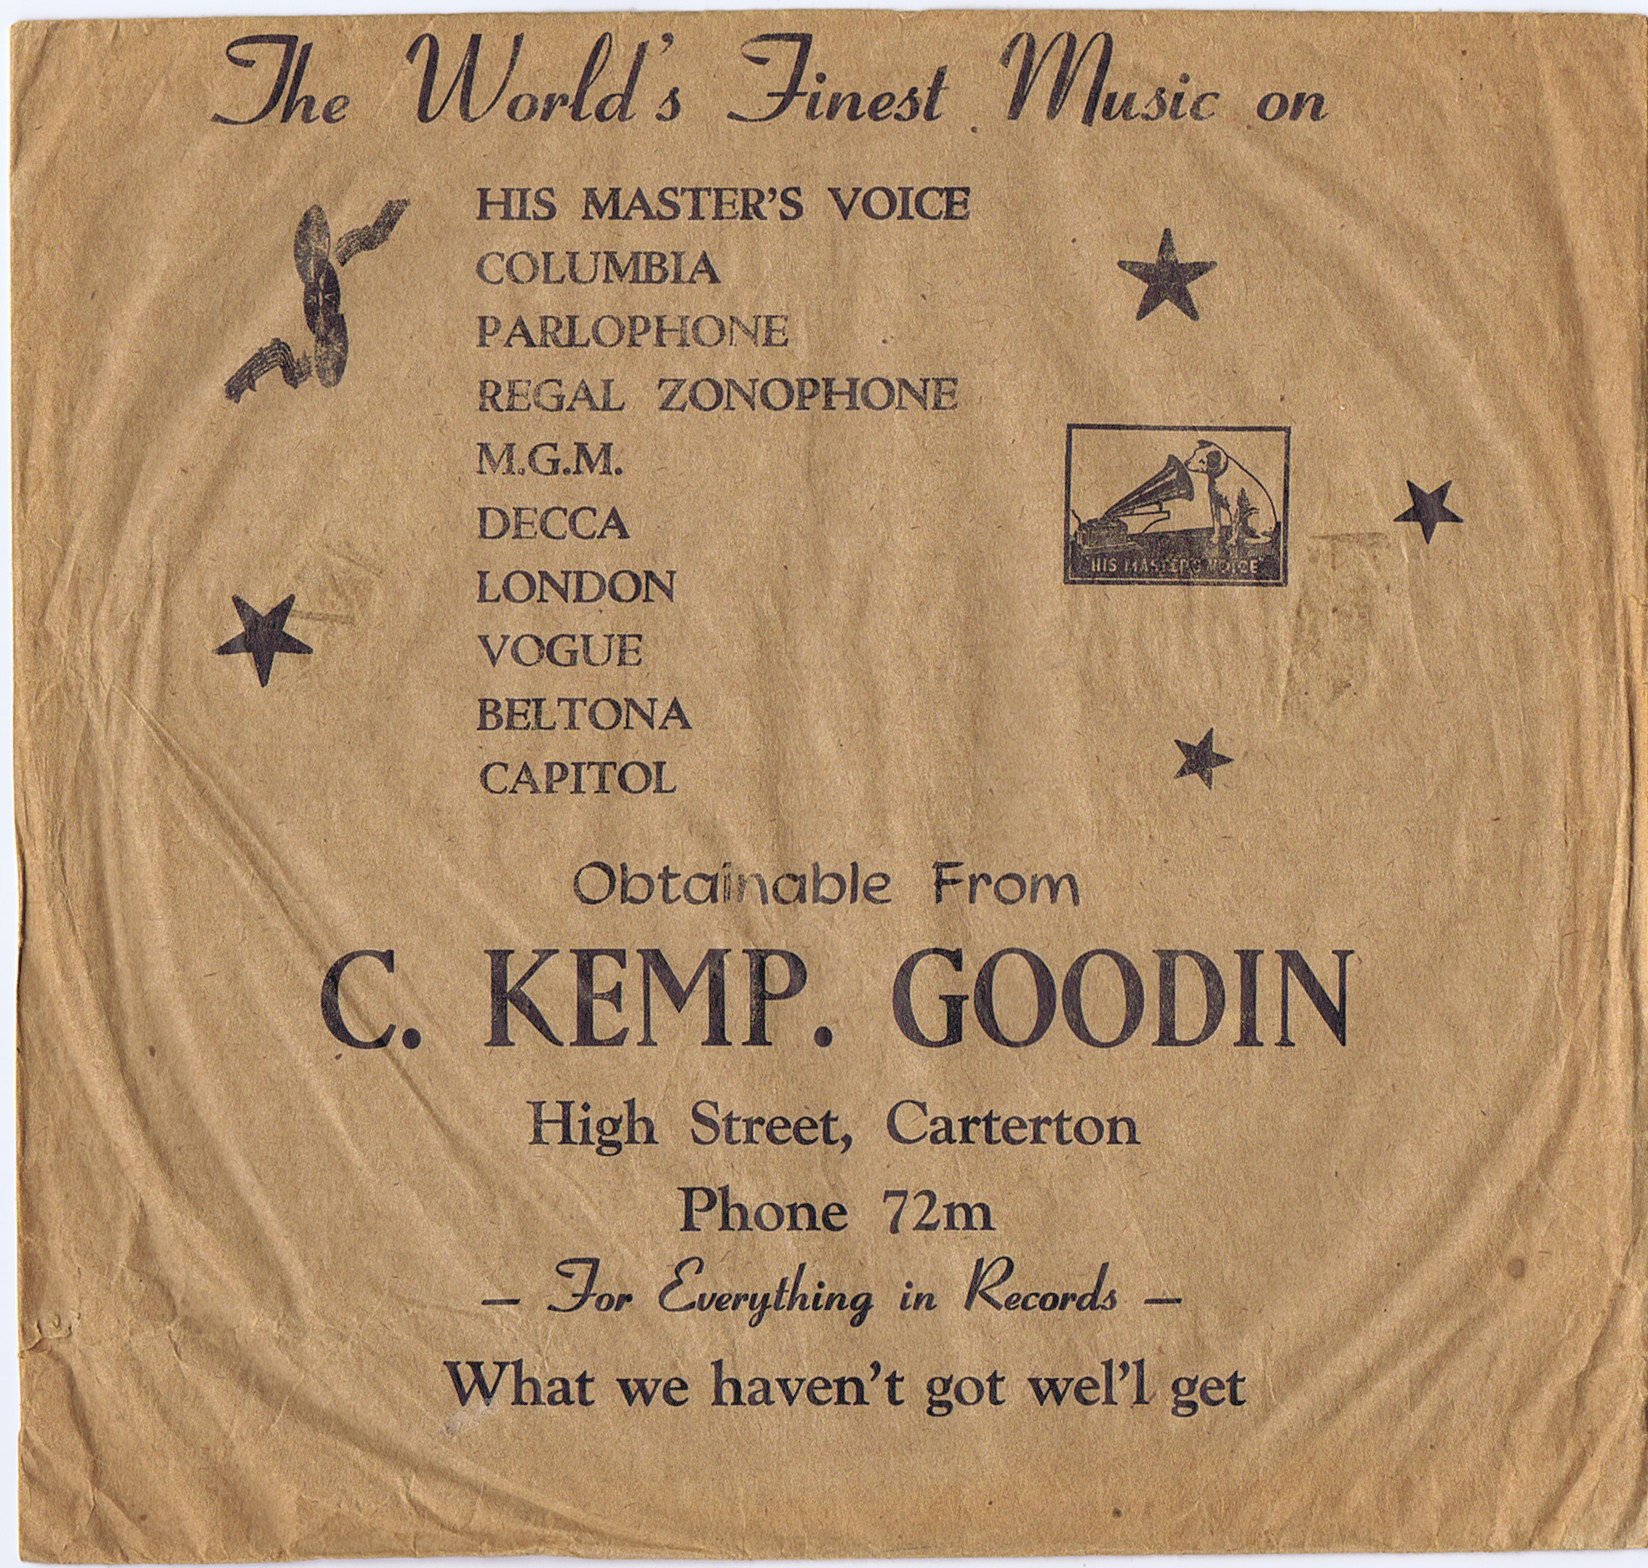 The World's Finest Music on
HIS MASTER'S VOICE
COLUMBIA
PARLOPHONE
REGAL ZONOPHONE
M.G.M.
DECCA
LONDON
VOGUE
BELTONA
CAPITOL
"HIS MASTER'S VOICE"
Obtainable From
C. KEMP. GOODIN
High Street, Carterton
Phone 72m
— For Everything in Records —
What we haven't got wel'l get